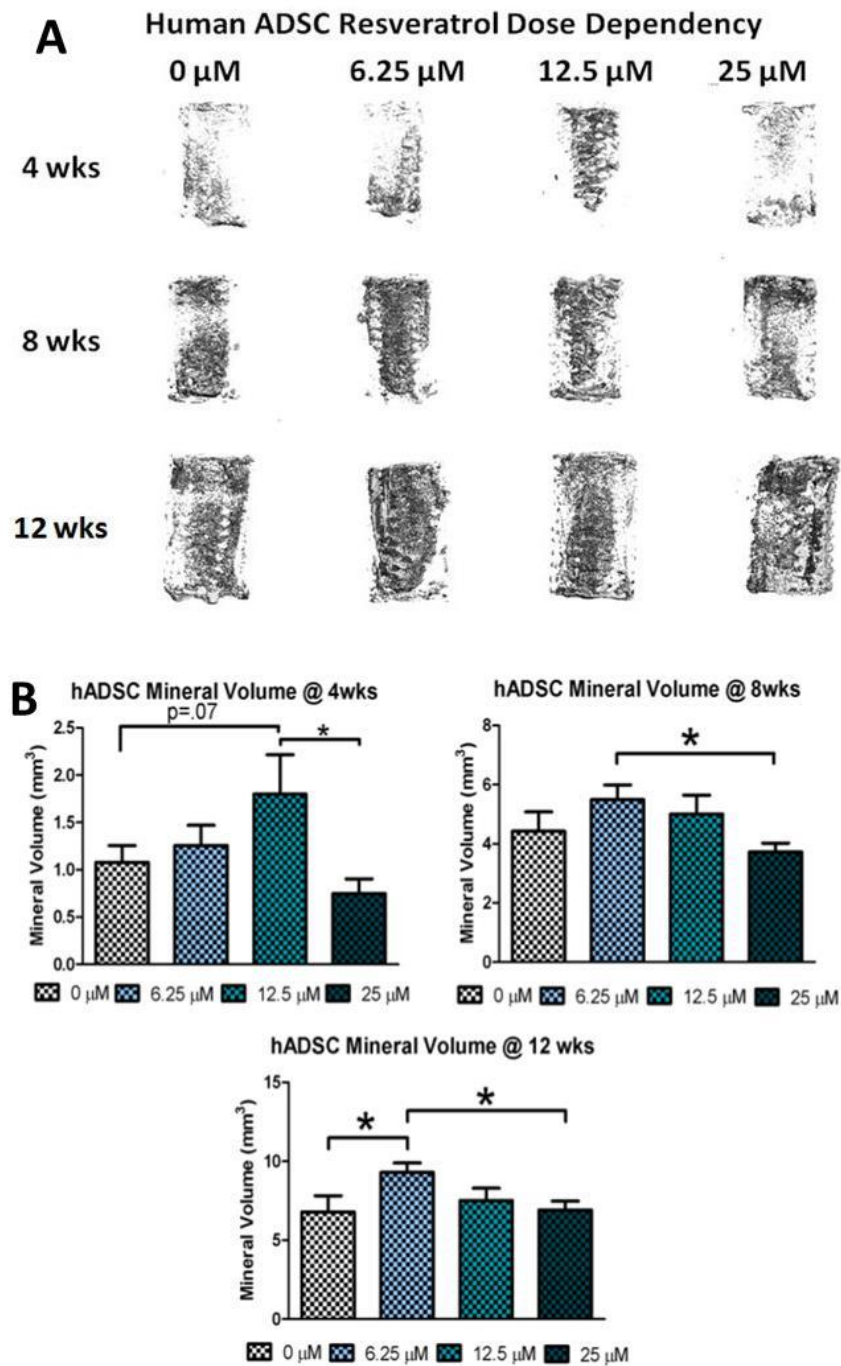 A
Human ADSC Resveratrol Dose Dependency
0 µM 6.25 µM 12.5 µM 25 µM
4 wks
8 wks
12 wks
B
hADSC Mineral Volume @ 4wks
p=.07
*
Mineral Volume (mm³)
2.5
2.0
1.5
1.0
0.5
0.0
0 µM 6.25 µM 12.5 µM 25 µM
hADSC Mineral Volume @ 8wks
*
Mineral Volume (mm³)
8
6
4
2
0
0 µM 6.25 µM 12.5 µM 25 µM
hADSC Mineral Volume @ 12 wks
* *
Mineral Volume (mm³)
15
10
5
0
0 µM 6.25 µM 12.5 µM 25 µM